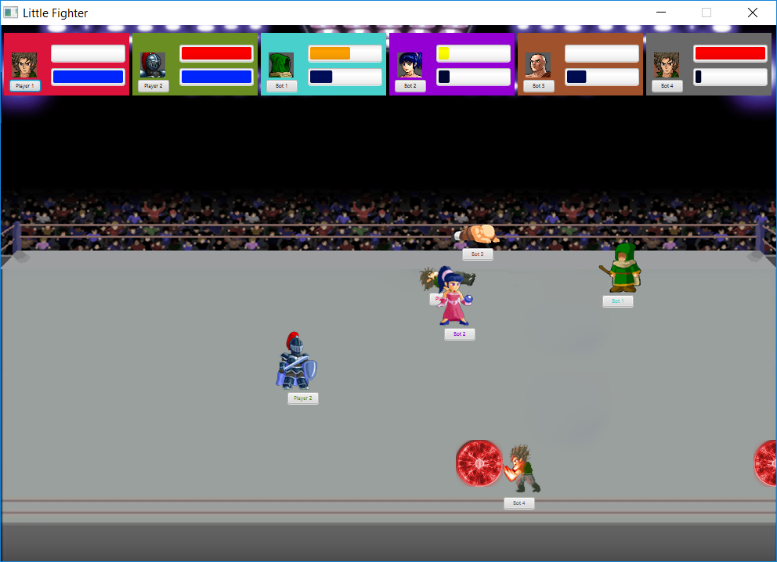 Little Fighter
Player 1
Player 2
Bot 1
Bot 2
Bot 3
Bot 4
Bot 3
Bot 1
Bot 2
Player 2
Bot 4